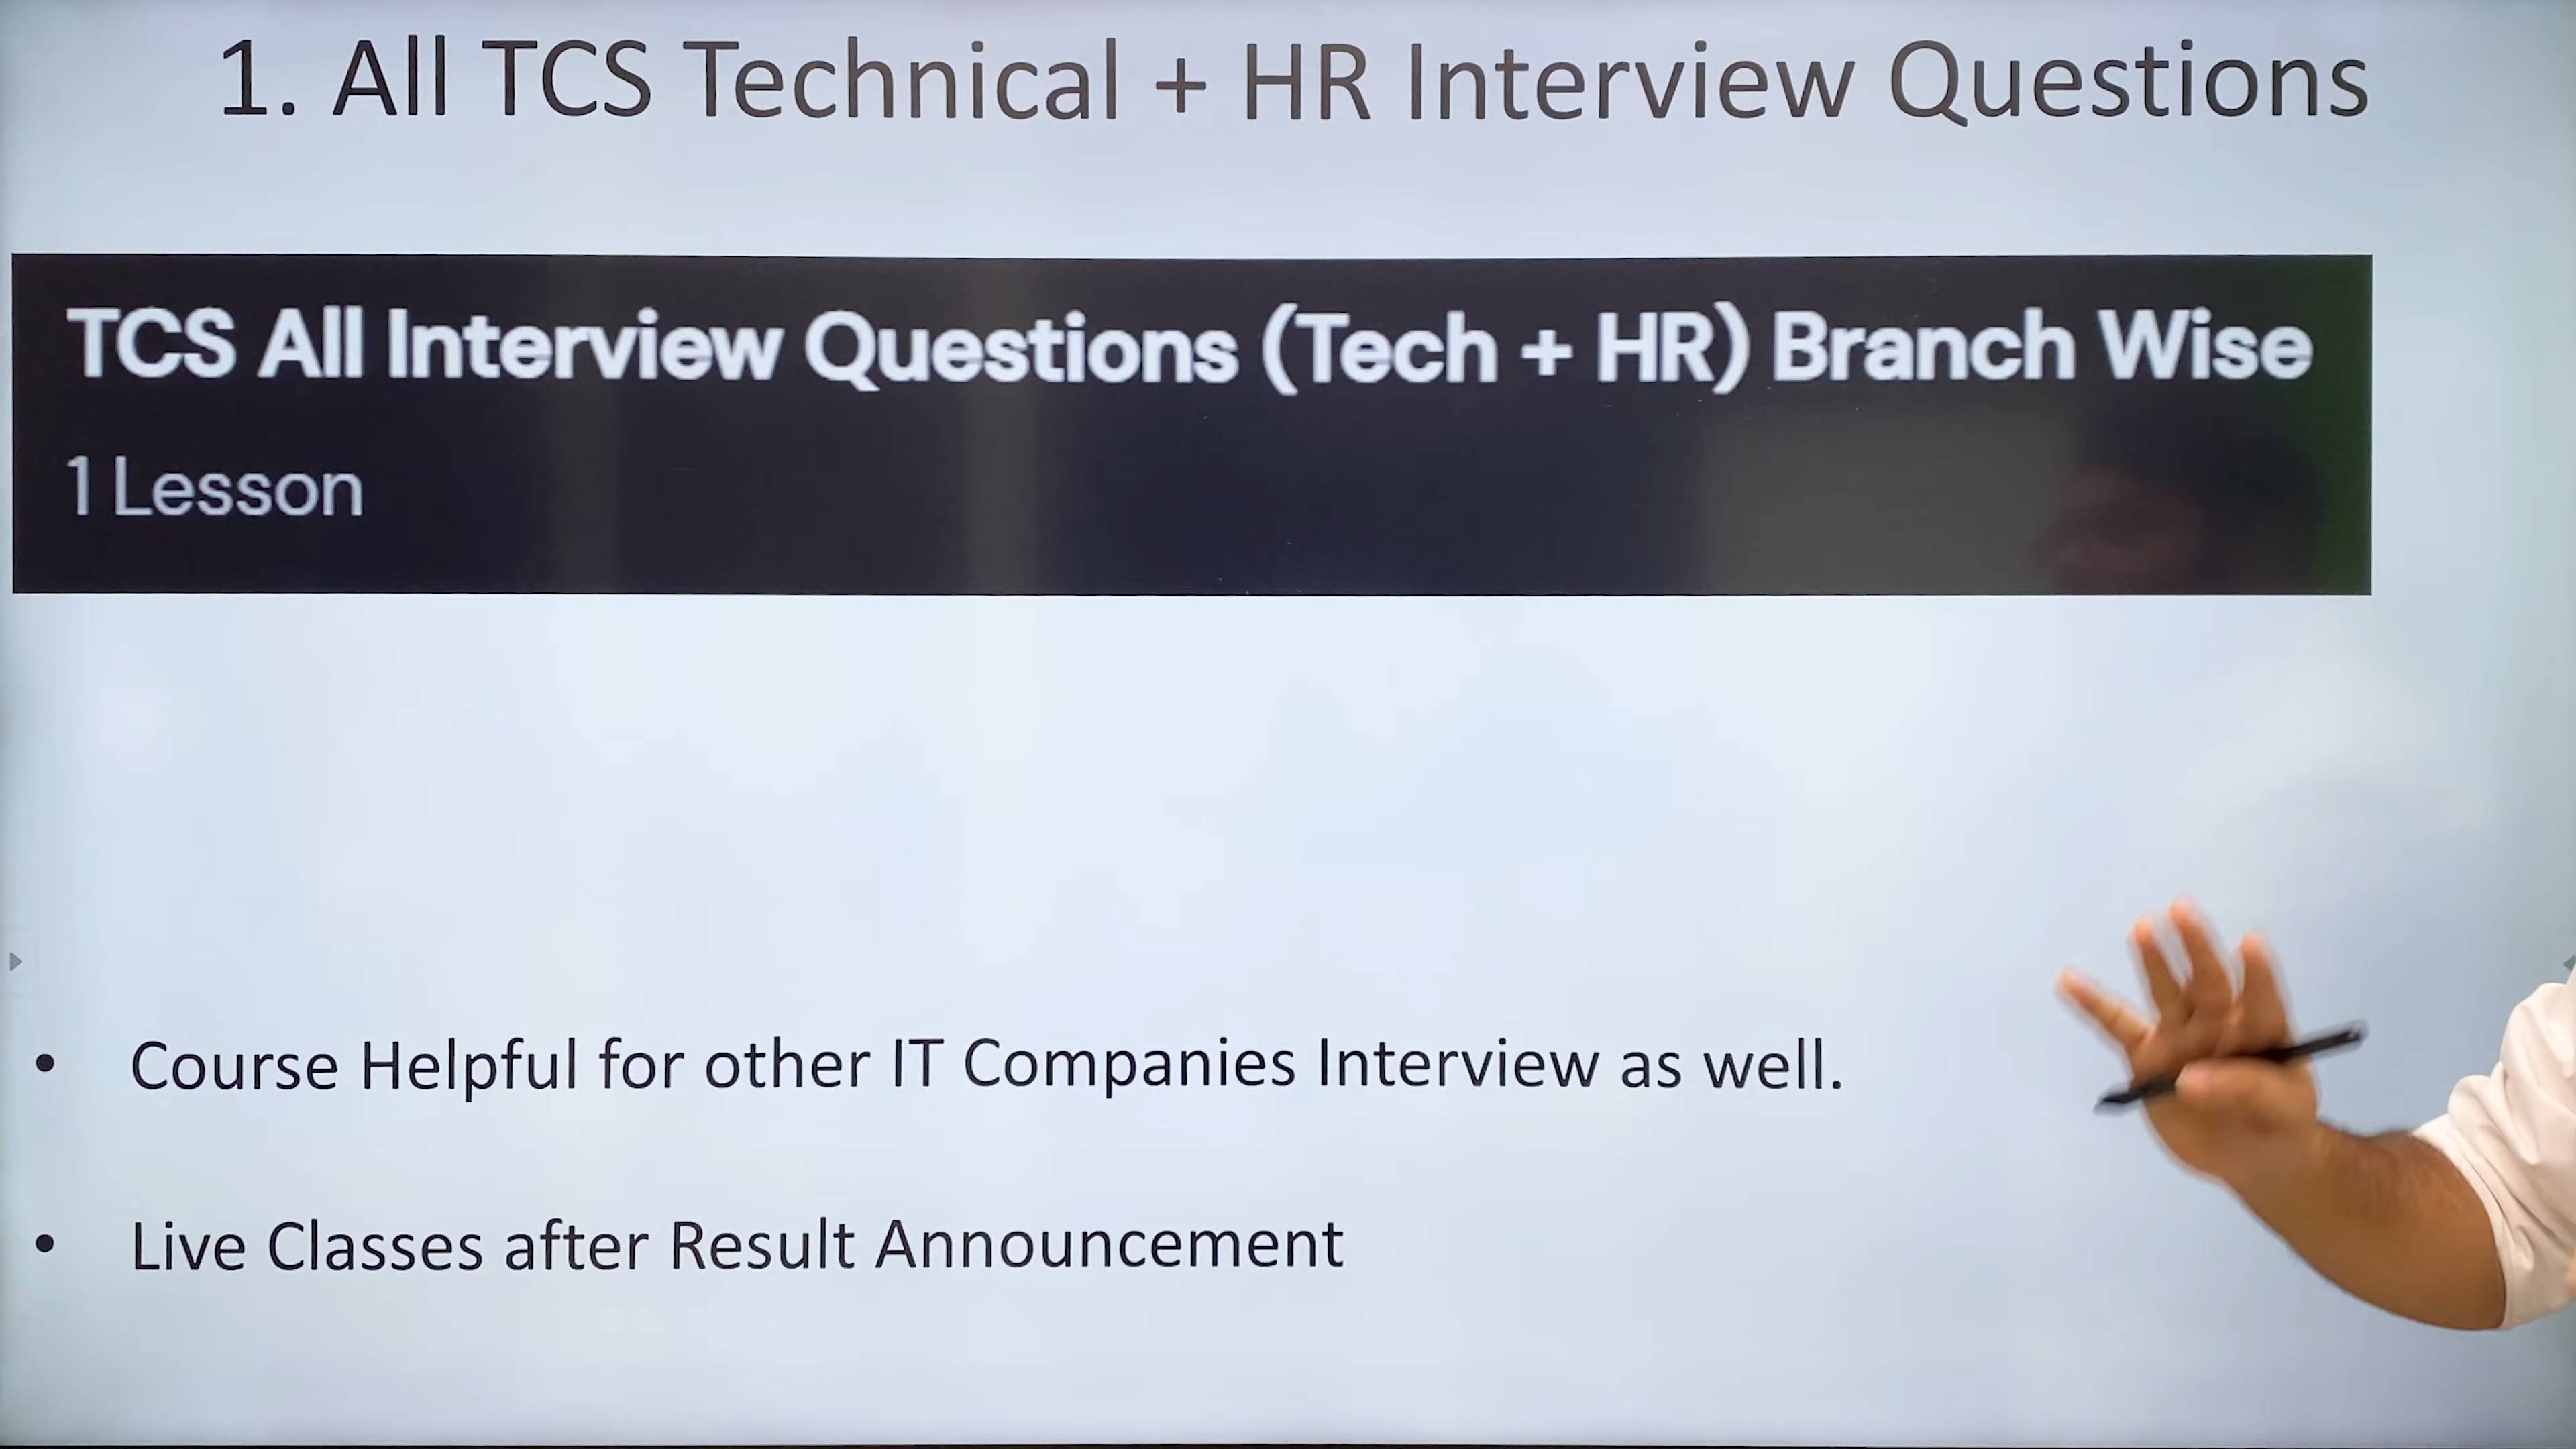 1. All TCS Technical + HR Interview Questions
TCS All Interview Questions (Tech + HR) Branch Wise
1 Lesson
• Course Helpful for other IT Companies Interview as well.
• Live Classes after Result Announcement